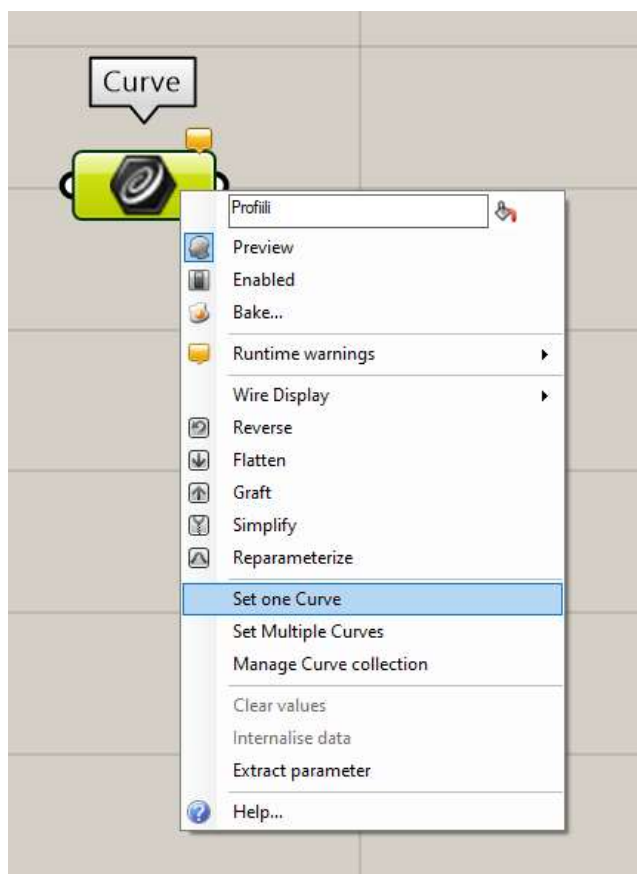 Curve
Profiili
Preview
Enabled
Bake...
Runtime warnings
Wire Display
Reverse
Flatten
Graft
Simplify
Reparameterize
Set one Curve
Set Multiple Curves
Manage Curve collection
Clear values
Internalise data
Extract parameter
Help...